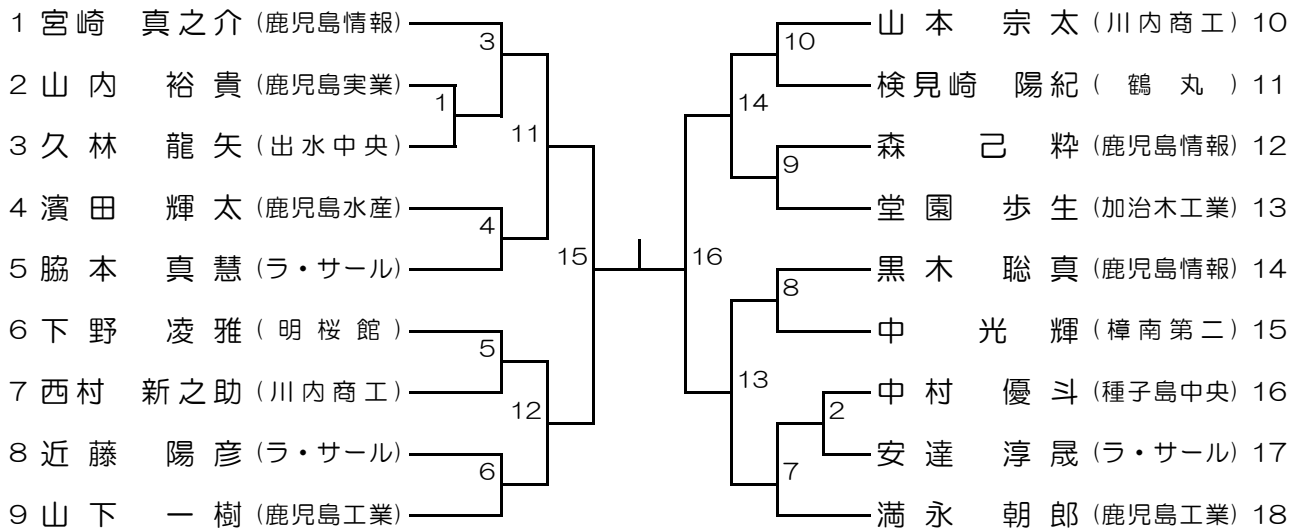 1 宮崎 真之介 (鹿児島情報)
2 山内 裕貴 (鹿児島実業)
3 久林 龍矢 (出水中央)
4 濱田 輝太 (鹿児島水産)
5 脇本 真慧 (ラ・サール)
6 下野 凌雅 (明桜館)
7 西村 新之助 (川内商工)
8 近藤 陽彦 (ラ・サール)
9 山下 一樹 (鹿児島工業)
3
1
11
4
15
5
12
6
16
10
14
9
8
13
2
7
山本 宗太 (川内商工) 10
検見崎 陽紀 (鶴丸) 11
森 己粋 (鹿児島情報) 12
堂園 歩生 (加治木工業) 13
黒木 聡真 (鹿児島情報) 14
中 光輝 (樟南第二) 15
中村 優斗 (種子島中央) 16
安達 淳晟 (ラ・サール) 17
満永 朝郎 (鹿児島工業) 18